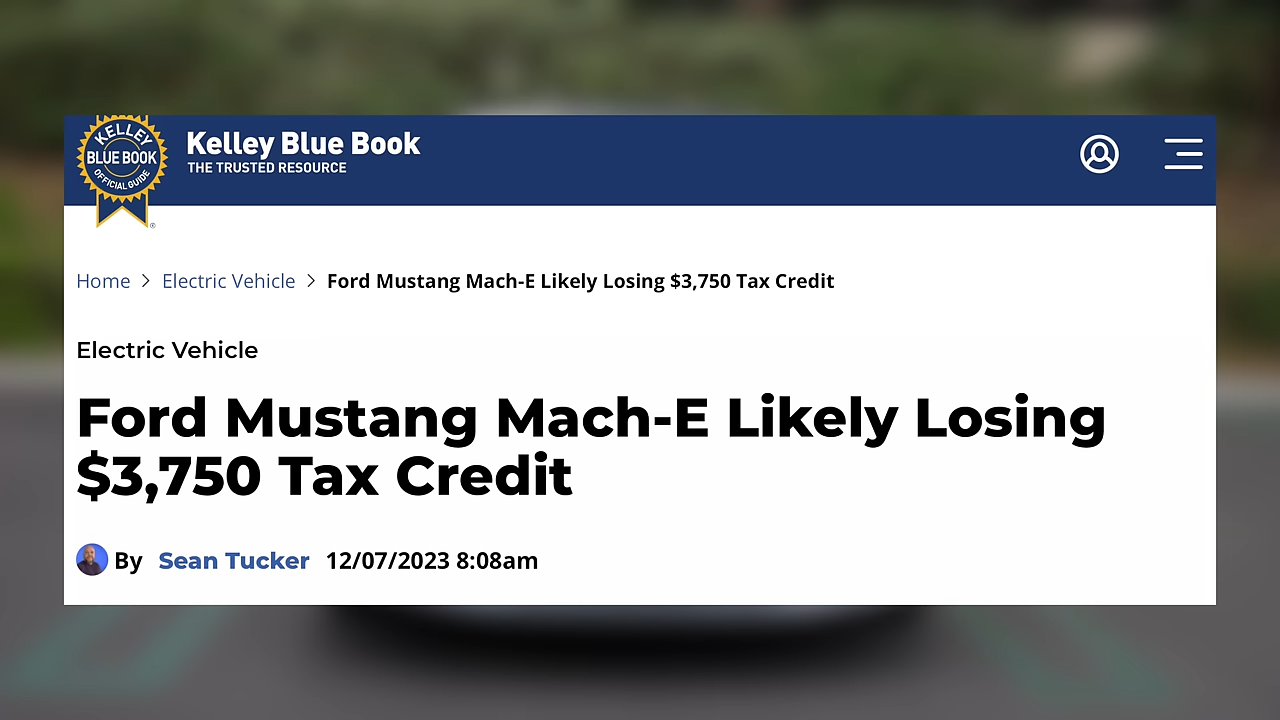 KELLEY
BLUE BOOK
OFFICIAL GUIDE
®
Kelley Blue Book
THE TRUSTED RESOURCE
Home > Electric Vehicle > Ford Mustang Mach-E Likely Losing $3,750 Tax Credit
Electric Vehicle
Ford Mustang Mach-E Likely Losing
$3,750 Tax Credit
By Sean Tucker 12/07/2023 8:08am